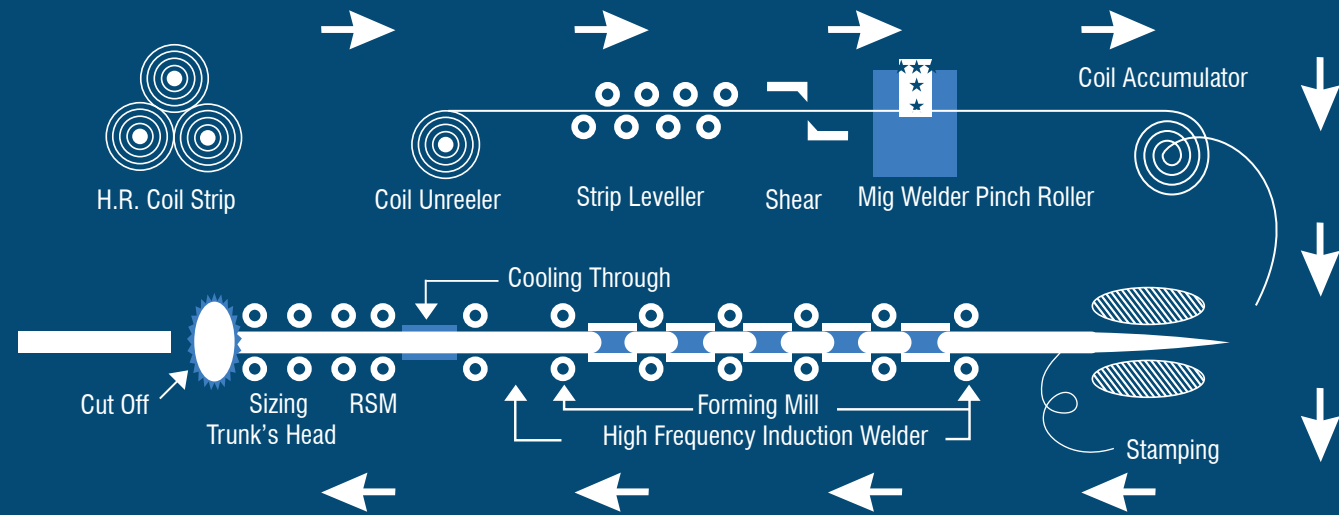 Coil Accumulator
H.R. Coil Strip
Coil Unreeler
Strip Leveller
Shear
Mig Welder Pinch Roller
Cooling Through
Cut Off
Sizing
RSM
Trunk's Head
Forming Mill
High Frequency Induction Welder
Stamping